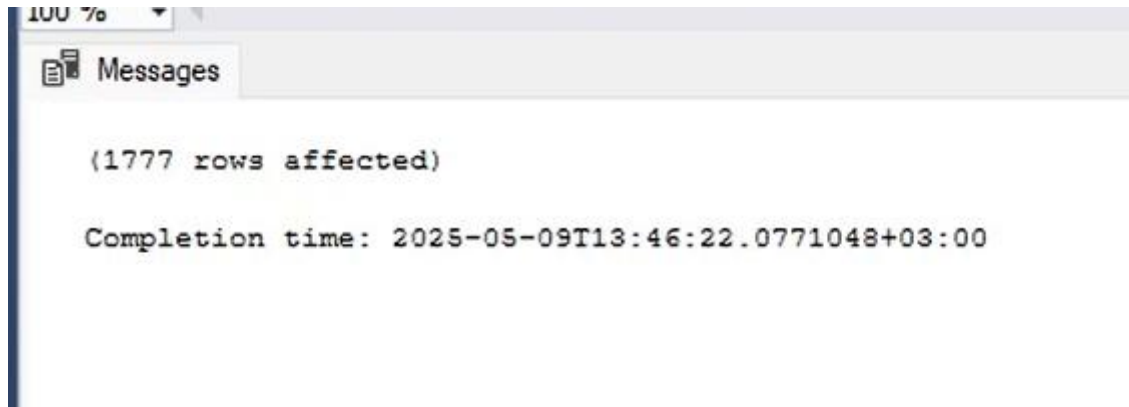 100 %
Messages
(1777 rows affected)
Completion time: 2025-05-09T13:46:22.0771048+03:00